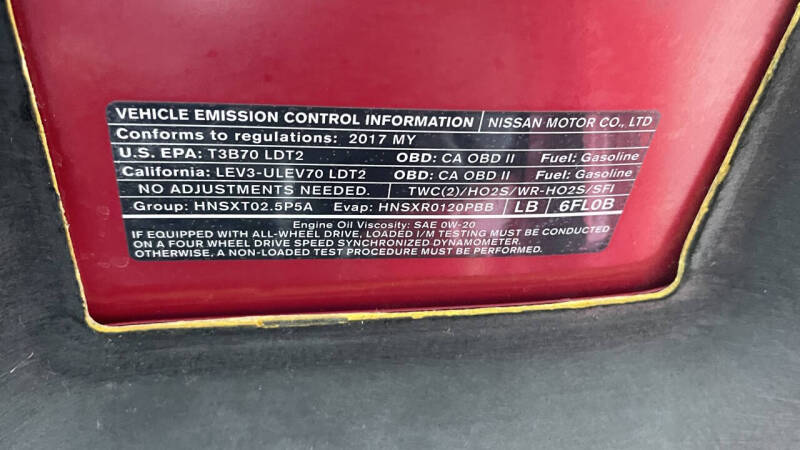 VEHICLE EMISSION CONTROL INFORMATION NISSAN MOTOR CO., LTD
Conforms to regulations: 2017 MY
U.S. EPA: T3B70 LDT2 OBD: CA OBD II Fuel: Gasoline
California: LEV3-ULEV70 LDT2 OBD: CA OBD II Fuel: Gasoline
NO ADJUSTMENTS NEEDED. TWC(2)/HO2S/WR-HO2S/SFI
Group: HNSXT02.5P5A Evap: HNSXR0120PBB LB 6FL0B
Engine Oil Viscosity: SAE 0W-20
IF EQUIPPED WITH ALL-WHEEL DRIVE, LOADED I/M TESTING MUST BE CONDUCTED
ON A FOUR WHEEL DRIVE SPEED SYNCHRONIZED DYNAMOMETER.
OTHERWISE, A NON-LOADED TEST PROCEDURE MUST BE CONDUCTED.